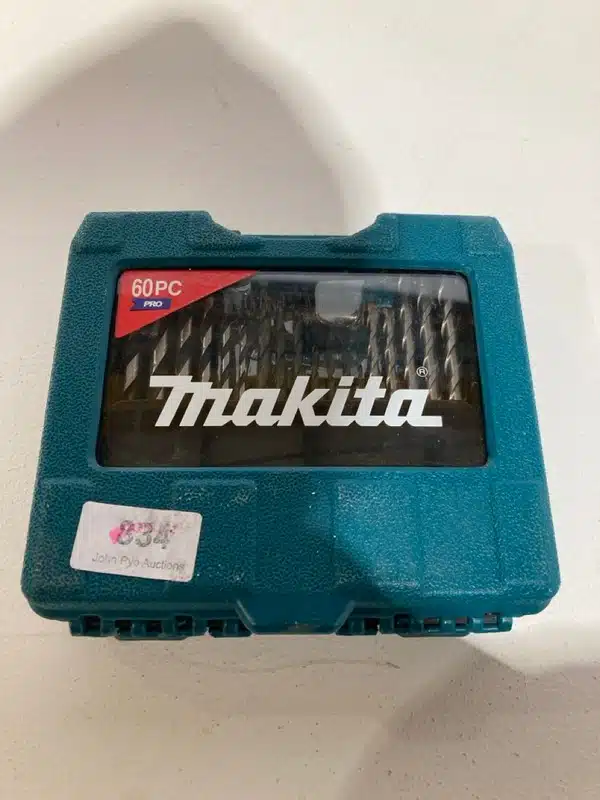 60PC
PRO
makita®
834
John Pye Auctions